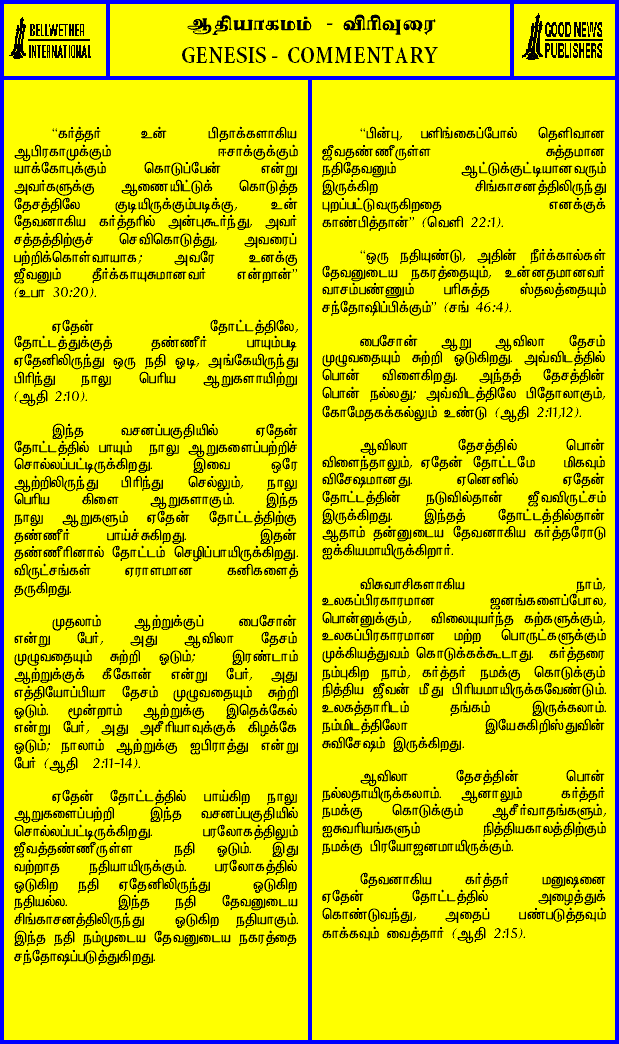 BELLWETHER
INTERNATIONAL
ஆதியாகமம் - விரிவுரை
GENESIS - COMMENTARY
GOOD NEWS
PUBLISHERS
“கர்த்தர் உன் பிதாக்களாகிய
ஆபிரகாமுக்கும் ஈசாக்குக்கும்
யாக்கோபுக்கும் கொடுப்பேன் என்று
அவர்களுக்கு ஆணையிட்டுக் கொடுத்த
தேசத்திலே குடியிருக்கும்படிக்கு, உன்
தேவனாகிய கர்த்தரில் அன்புகூர்ந்து, அவர்
சத்தத்திற்குச் செவிகொடுத்து, அவரைப்
பற்றிக்கொள்வாயாக; அவரே உனக்கு
ஜீவனும் தீர்க்காயுசுமானவர் என்றான்”
(உபா 30:20).
ஏதேன் தோட்டத்திலே,
தோட்டத்துக்குத் தண்ணீர் பாயும்படி
ஏதேனிலிருந்து ஒரு நதி ஓடி, அங்கேயிருந்து
பிரிந்து நாலு பெரிய ஆறுகளாயிற்று
(ஆதி 2:10).
இந்த வசனப்பகுதியில் ஏதேன்
தோட்டத்தில் பாயும் நாலு ஆறுகளைப்பற்றிச்
சொல்லப்பட்டிருக்கிறது. இவை ஒரே
ஆற்றிலிருந்து பிரிந்து செல்லும், நாலு
பெரிய கிளை ஆறுகளாகும். இந்த
நாலு ஆறுகளும் ஏதேன் தோட்டத்திற்கு
தண்ணீர் பாய்ச்சுகிறது. இதன்
தண்ணீரினால் தோட்டம் செழிப்பாயிருக்கிறது.
விருட்சங்கள் ஏராளமான கனிகளைத்
தருகிறது.
முதலாம் ஆற்றுக்குப் பைசோன்
என்று பேர், அது ஆவிலா தேசம்
முழுவதையும் சுற்றி ஓடும்; இரண்டாம்
ஆற்றுக்குக் கீகோன் என்று பேர், அது
எத்தியோப்பியா தேசம் முழுவதையும் சுற்றி
ஓடும். மூன்றாம் ஆற்றுக்கு இதெக்கேல்
என்று பேர், அது அசீரியாவுக்குக் கிழக்கே
ஓடும்; நாலாம் ஆற்றுக்கு ஐபிராத்து என்று
பேர் (ஆதி 2:11-14).
ஏதேன் தோட்டத்தில் பாய்கிற நாலு
ஆறுகளைப்பற்றி இந்த வசனப்பகுதியில்
சொல்லப்பட்டிருக்கிறது. பரலோகத்திலும்
ஜீவத்தண்ணீருள்ள நதி ஓடும். இது
வற்றாத நதியாயிருக்கும். பரலோகத்தில்
ஓடுகிற நதி ஏதேனிலிருந்து ஓடுகிற
நதியல்ல. இந்த நதி தேவனுடைய
சிங்காசனத்திலிருந்து ஓடுகிற நதியாகும்.
இந்த நதி நம்முடைய தேவனுடைய நகரத்தை
சந்தோஷப்படுத்துகிறது.
“பின்பு, பளிங்கைப்போல் தெளிவான
ஜீவதண்ணீருள்ள சுத்தமான
நதிதேவனும் ஆட்டுக்குட்டியானவரும்
இருக்கிற சிங்காசனத்திலிருந்து
புறப்பட்டுவருகிறதை எனக்குக்
காண்பித்தான்” (வெளி 22:1).
“ஒரு நதியுண்டு, அதின் நீர்க்கால்கள்
தேவனுடைய நகரத்தையும், உன்னதமானவர்
வாசம்பண்ணும் பரிசுத்த ஸ்தலத்தையும்
சந்தோஷிப்பிக்கும்” (சங் 46:4).
பைசோன் ஆறு ஆவிலா தேசம்
முழுவதையும் சுற்றி ஓடுகிறது. அவ்விடத்தில்
பொன் விளைகிறது. அந்தத் தேசத்தின்
பொன் நல்லது; அவ்விடத்திலே பிதோலாகும்,
கோமேதகக்கல்லும் உண்டு (ஆதி 2:11,12).
ஆவிலா தேசத்தில் பொன்
விளைந்தாலும், ஏதேன் தோட்டமே மிகவும்
விசேஷமானது. ஏனெனில் ஏதேன்
தோட்டத்தின் நடுவில்தான் ஜீவவிருட்சம்
இருக்கிறது. இந்தத் தோட்டத்தில்தான்
ஆதாம் தன்னுடைய தேவனாகிய கர்த்தரோடு
ஐக்கியமாயிருக்கிறார்.
விசுவாசிகளாகிய நாம்,
உலகப்பிரகாரமான ஜனங்களைப்போல,
பொன்னுக்கும், விலையுயர்ந்த கற்களுக்கும்,
உலகப்பிரகாரமான மற்ற பொருட்களுக்கும்
முக்கியத்துவம் கொடுக்கக்கூடாது. கர்த்தரை
நம்புகிற நாம், கர்த்தர் நமக்கு கொடுக்கும்
நித்திய ஜீவன் மீது பிரியமாயிருக்கவேண்டும்.
உலகத்தாரிடம் தங்கம் இருக்கலாம்.
நம்மிடத்திலோ இயேசுகிறிஸ்துவின்
சுவிசேஷம் இருக்கிறது.
ஆவிலா தேசத்தின் பொன்
நல்லதாயிருக்கலாம். ஆனாலும் கர்த்தர்
நமக்கு கொடுக்கும் ஆசீர்வாதங்களும்,
ஐசுவரியங்களும் நித்தியகாலத்திற்கும்
நமக்கு பிரயோஜனமாயிருக்கும்.
தேவனாகிய கர்த்தர் மனுஷனை
ஏதேன் தோட்டத்தில் அழைத்துக்
கொண்டுவந்து, அதைப் பண்படுத்தவும்
காக்கவும் வைத்தார் (ஆதி 2:15).